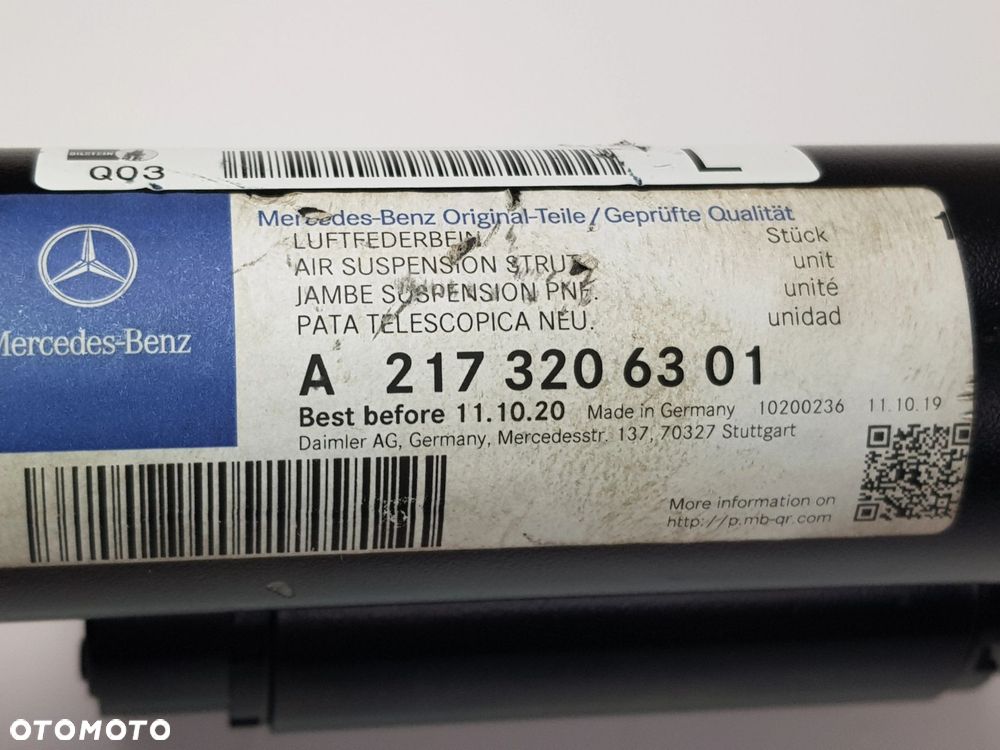 BILSTEIN
QQ3
L
Mercedes-Benz Original-Teile/Geprüfte Qualität
1
LUFTFEDERBEIN Stück
AIR SUSPENSION STRUT unit
JAMBE SUSPENSION PNE. unité
PATA TELESCOPICA NEU. unidad
Mercedes-Benz
A 217 320 63 01
Best before 11.10.20 Made in Germany 10200236 11.10.19
Daimler AG, Germany, Mercedesstr. 137, 70327 Stuttgart
More information on
http://p.mb-qr.com
OTOMOTO